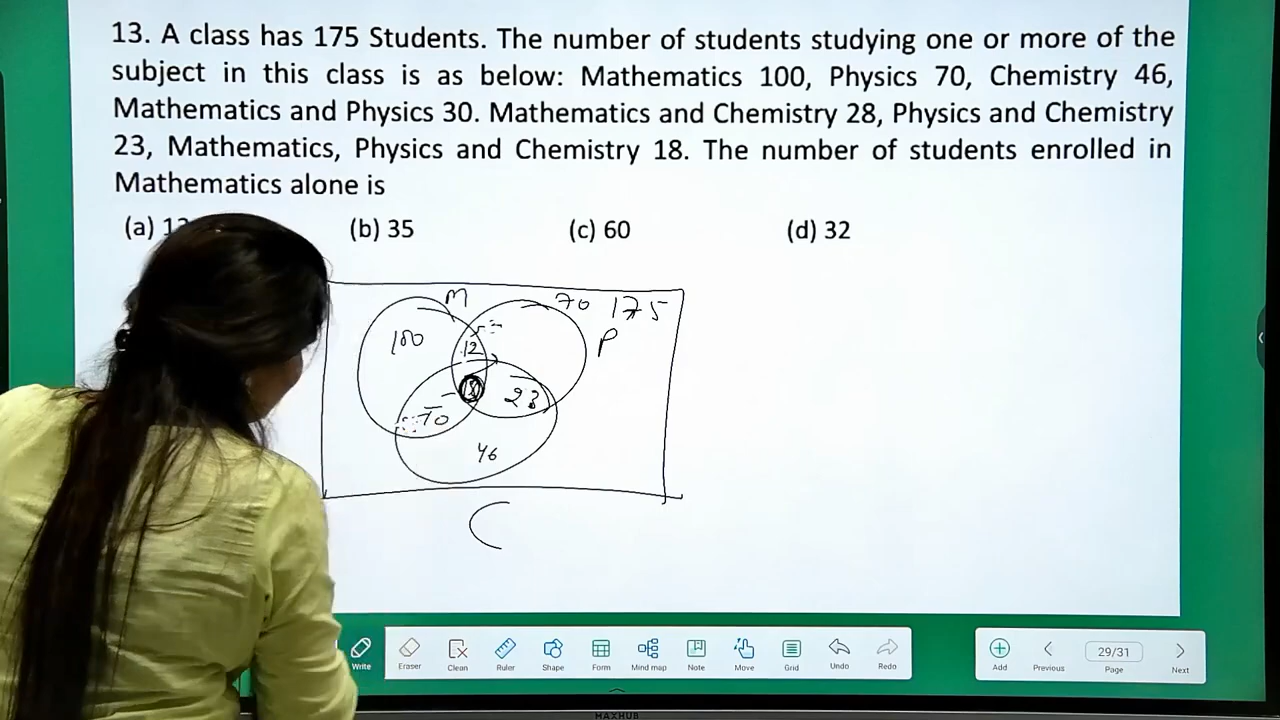 13. A class has 175 Students. The number of students studying one or more of the
subject in this class is as below: Mathematics 100, Physics 70, Chemistry 46,
Mathematics and Physics 30. Mathematics and Chemistry 28, Physics and Chemistry
23, Mathematics, Physics and Chemistry 18. The number of students enrolled in
Mathematics alone is
(a) (b) 35 (c) 60 (d) 32
M 70 175
100 P
12
18 23
10
46
C
Write Eraser Clean Ruler Shape Form Mind map Note Move Grid Undo Redo Add Previous 29/31 Page Next
MAXHUB